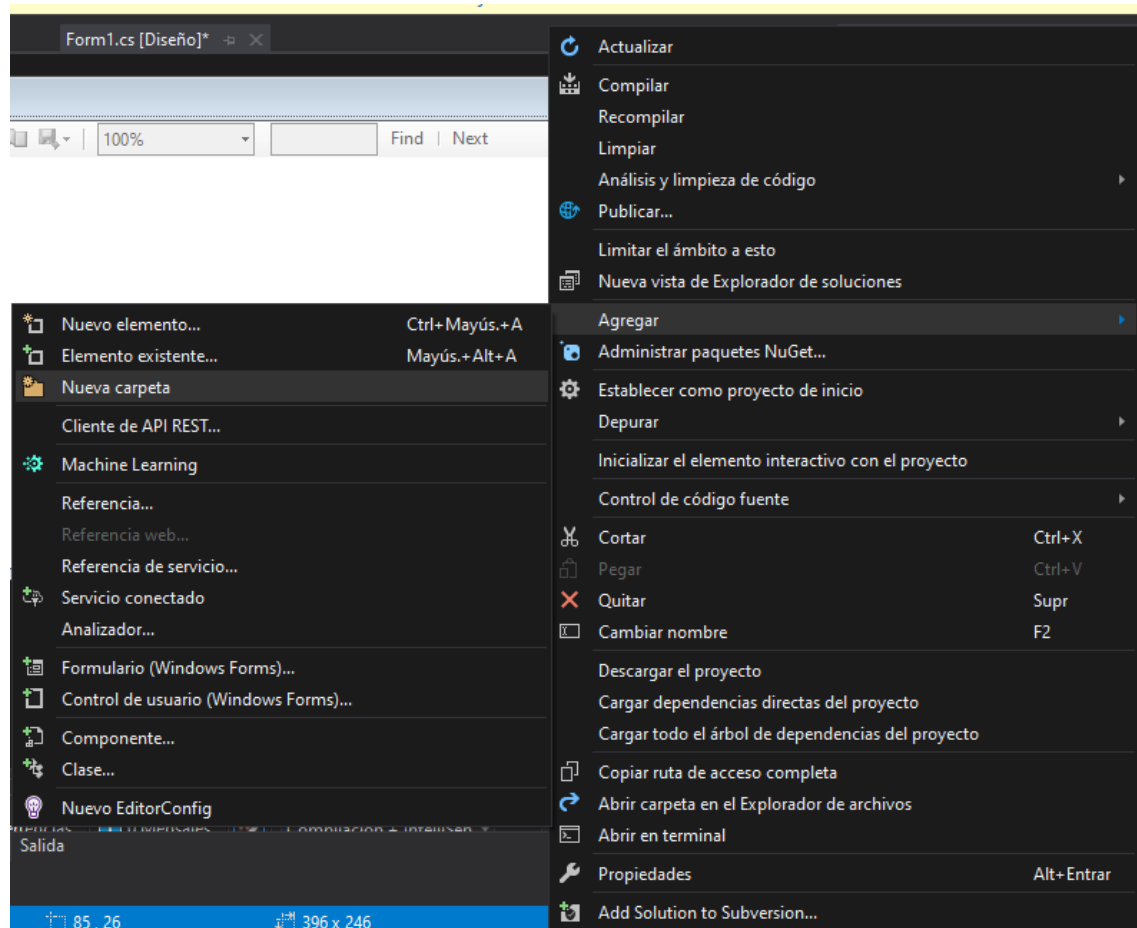 Form1.cs [Diseño]*
100%
Find | Next
Actualizar
Compilar
Recompilar
Limpiar
Análisis y limpieza de código
Publicar...
Limitar el ámbito a esto
Nueva vista de Explorador de soluciones
Agregar
Administrar paquetes NuGet...
Establecer como proyecto de inicio
Depurar
Inicializar el elemento interactivo con el proyecto
Control de código fuente
Cortar Ctrl+X
Pegar Ctrl+V
Quitar Supr
Cambiar nombre F2
Descargar el proyecto
Cargar dependencias directas del proyecto
Cargar todo el árbol de dependencias del proyecto
Copiar ruta de acceso completa
Abrir carpeta en el Explorador de archivos
Abrir en terminal
Propiedades Alt+Entrar
Add Solution to Subversion...
Nuevo elemento... Ctrl+Mayús.+A
Elemento existente... Mayús.+Alt+A
Nueva carpeta
Cliente de API REST...
Machine Learning
Referencia...
Referencia web...
Referencia de servicio...
Servicio conectado
Analizador...
Formulario (Windows Forms)...
Control de usuario (Windows Forms)...
Componente...
Clase...
Nuevo EditorConfig
Salida
85 , 26
396 x 246